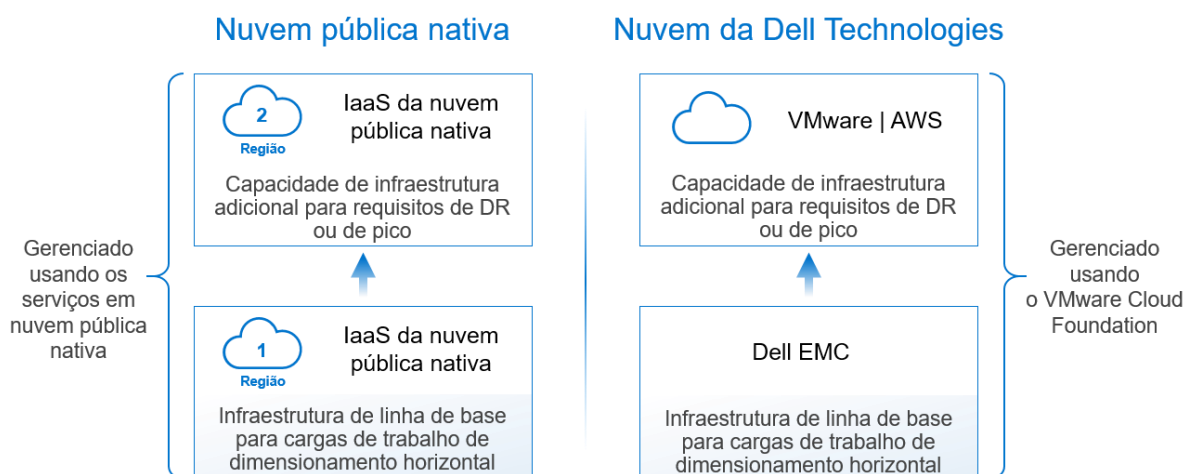 Nuvem pública nativa
Nuvem da Dell Technologies
2
Região
IaaS da nuvem
pública nativa
Capacidade de infraestrutura
adicional para requisitos de DR
ou de pico
VMware | AWS
Capacidade de infraestrutura
adicional para requisitos de DR
ou de pico
Gerenciado
usando os
serviços em
nuvem pública
nativa
Gerenciado
usando
o VMware Cloud
Foundation
1
Região
IaaS da nuvem
pública nativa
Infraestrutura de linha de base
para cargas de trabalho de
dimensionamento horizontal
Dell EMC
Infraestrutura de linha de base
para cargas de trabalho de
dimensionamento horizontal